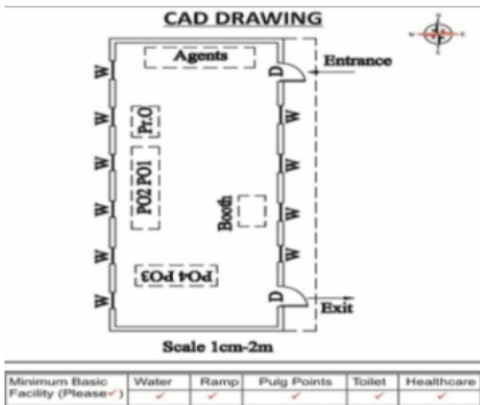 CAD DRAWING
Agents
Entrance
D
W
W
W
W
W
W
Pr.O
PO2 PO1
W
W
W
W
Booth
PO4 PO3
D
Exit
Scale 1cm-2m
Minimum Basic Facility (Please✓) Water Ramp Pulg Points Toilet Healthcare
✓ ✓ ✓ ✓ ✓